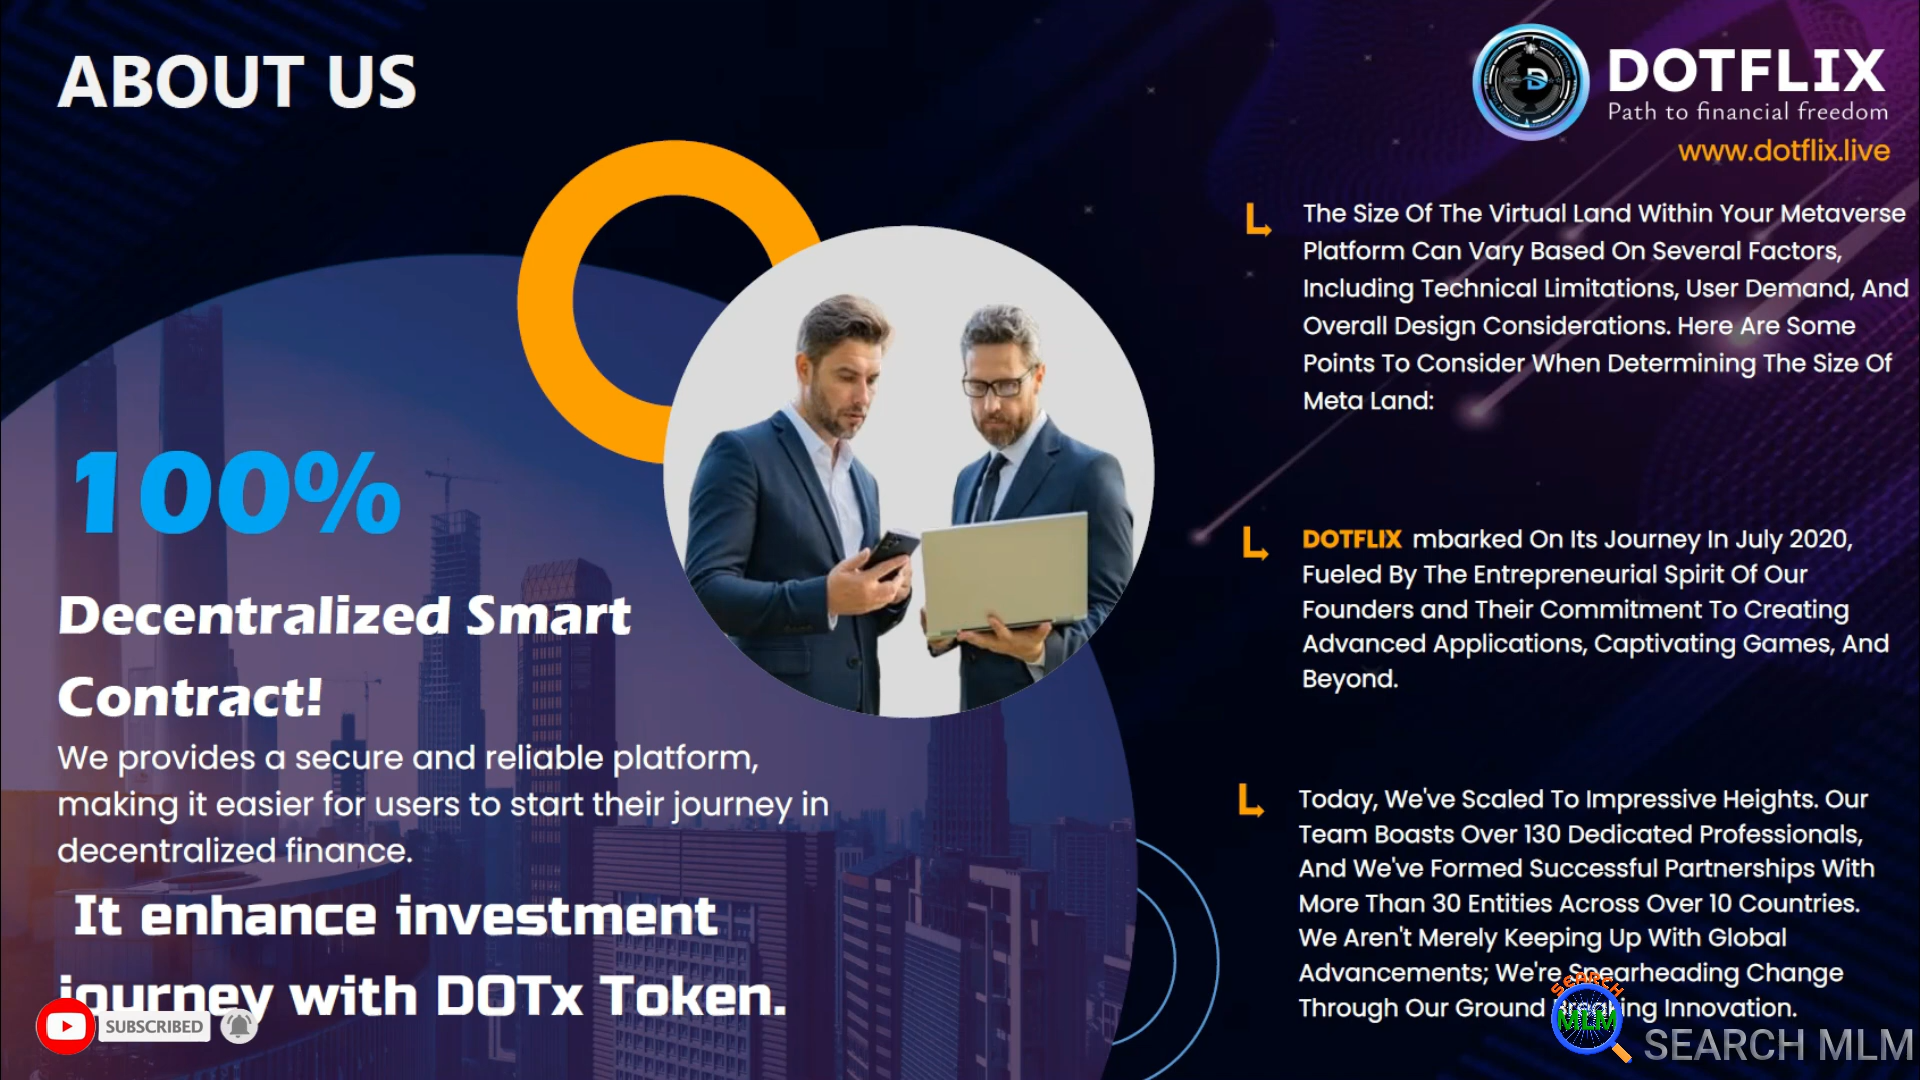 ABOUT US
DOTFLIX
Path to financial freedom
www.dotflix.live
The Size Of The Virtual Land Within Your Metaverse
Platform Can Vary Based On Several Factors,
Including Technical Limitations, User Demand, And
Overall Design Considerations. Here Are Some
Points To Consider When Determining The Size Of
Meta Land:
100%
Decentralized Smart
Contract!
We provides a secure and reliable platform,
making it easier for users to start their journey in
decentralized finance.
It enhance investment
journey with DOTx Token.
DOTFLIX mbarked On Its Journey In July 2020,
Fueled By The Entrepreneurial Spirit Of Our
Founders and Their Commitment To Creating
Advanced Applications, Captivating Games, And
Beyond.
Today, We've Scaled To Impressive Heights. Our
Team Boasts Over 130 Dedicated Professionals,
And We've Formed Successful Partnerships With
More Than 30 Entities Across Over 10 Countries.
We Aren't Merely Keeping Up With Global
Advancements; We're Spearheading Change
Through Our Ground Breaking Innovation.
SUBSCRIBED
SEARCH
MLM
SEARCH MLM